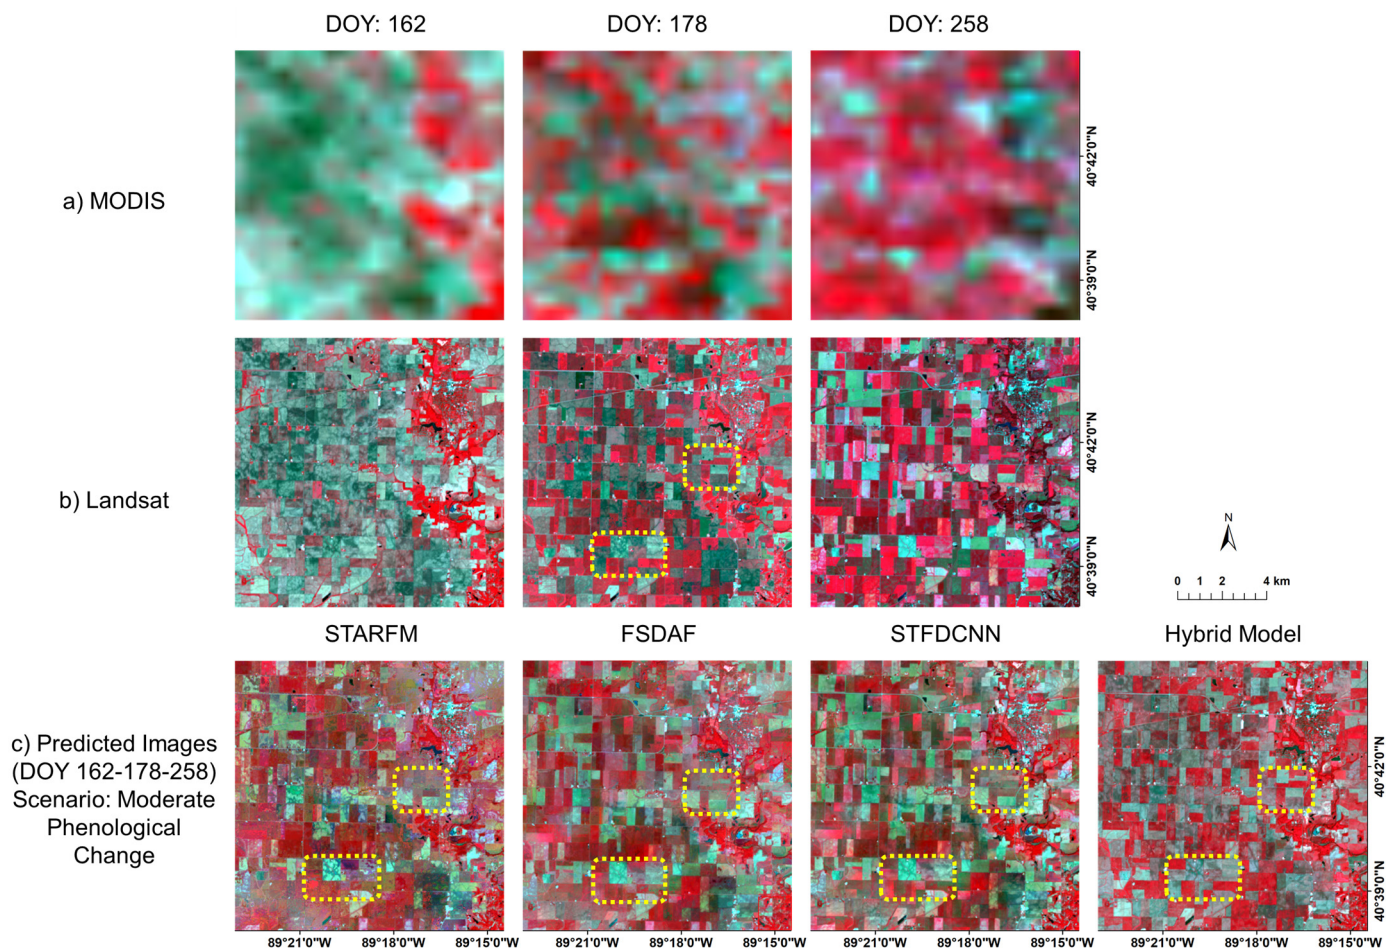 DOY: 162
DOY: 178
DOY: 258
a) MODIS
40°42'0"N
40°39'0"N
b) Landsat
40°42'0"N
40°39'0"N
N
0 1 2 4 km
STARFM
FSDAF
STFDCNN
Hybrid Model
c) Predicted Images
(DOY 162-178-258)
Scenario: Moderate
Phenological
Change
40°42'0"N
40°39'0"N
89°21'0"W
89°18'0"W
89°15'0"W
89°21'0"W
89°18'0"W
89°15'0"W
89°21'0"W
89°18'0"W
89°15'0"W
89°21'0"W
89°18'0"W
89°15'0"W